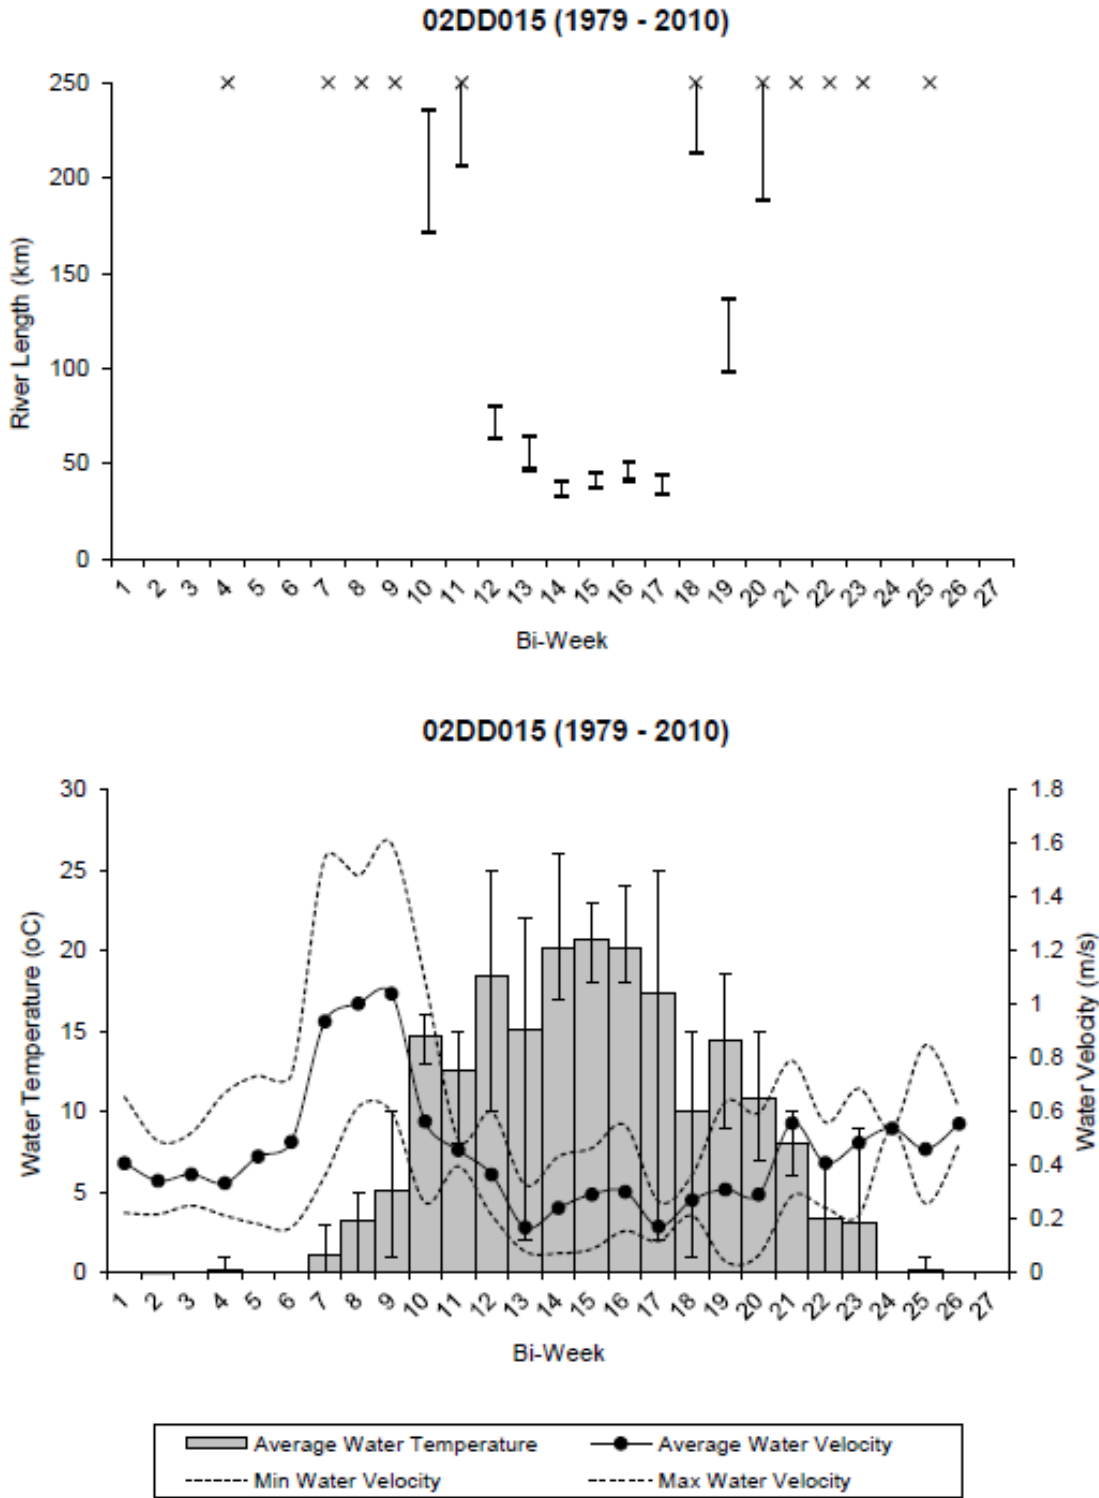 02DD015 (1979 - 2010)
250
200
150
100
50
0
River Length (km)
1 2 3 4 5 6 7 8 9 10 11 12 13 14 15 16 17 18 19 20 21 22 23 24 25 26 27
Bi-Week
02DD015 (1979 - 2010)
30
25
20
15
10
5
0
Water Temperature (oC)
1.8
1.6
1.4
1.2
1
0.8
0.6
0.4
0.2
0
Water Velocity (m/s)
1 2 3 4 5 6 7 8 9 10 11 12 13 14 15 16 17 18 19 20 21 22 23 24 25 26 27
Bi-Week
Average Water Temperature Average Water Velocity
Min Water Velocity Max Water Velocity